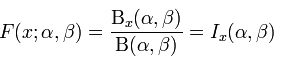 F(x; α, β) = B_x(α, β) / B(α, β) = I_x(α, β)